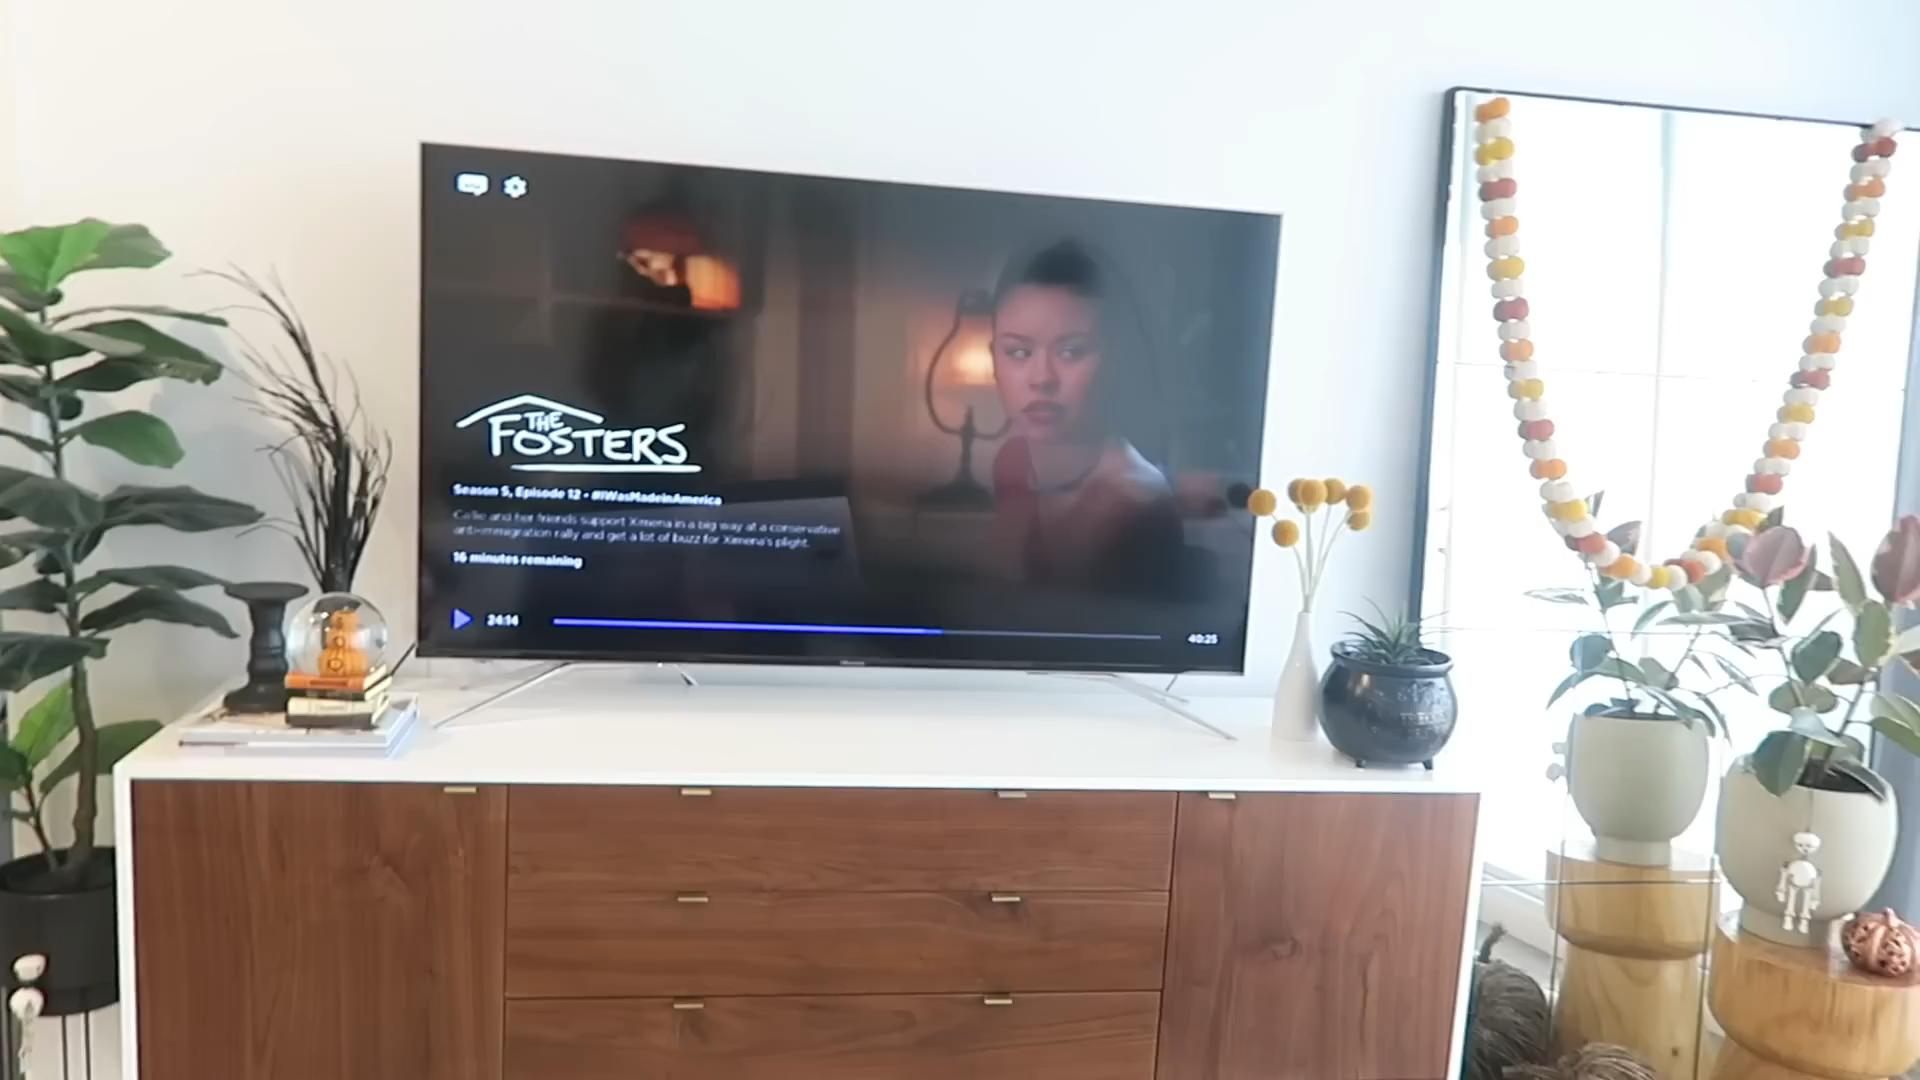 THE
FOSTERS
Season 5, Episode 12 • #IWasMadeinAmerica
Callie and her friends support Ximena in a big way at a conservative
anti-immigration rally and get a lot of buzz for Ximena's plight.
16 minutes remaining
24:14
40:25